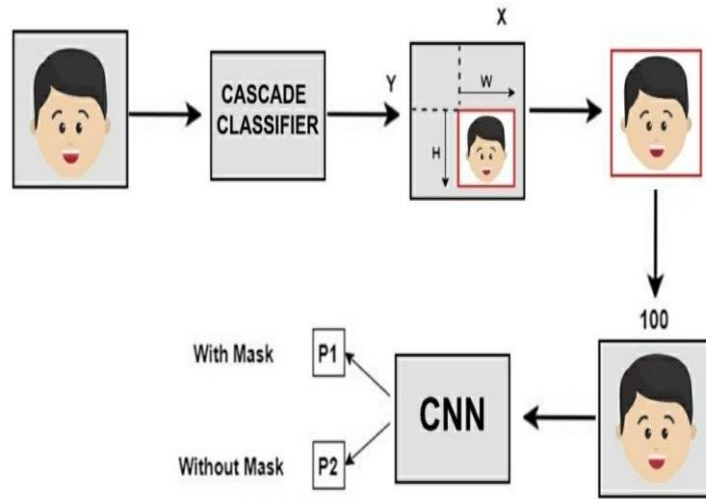 X
CASCADE
CLASSIFIER
Y
W
H
100
With Mask
P1
CNN
Without Mask
P2